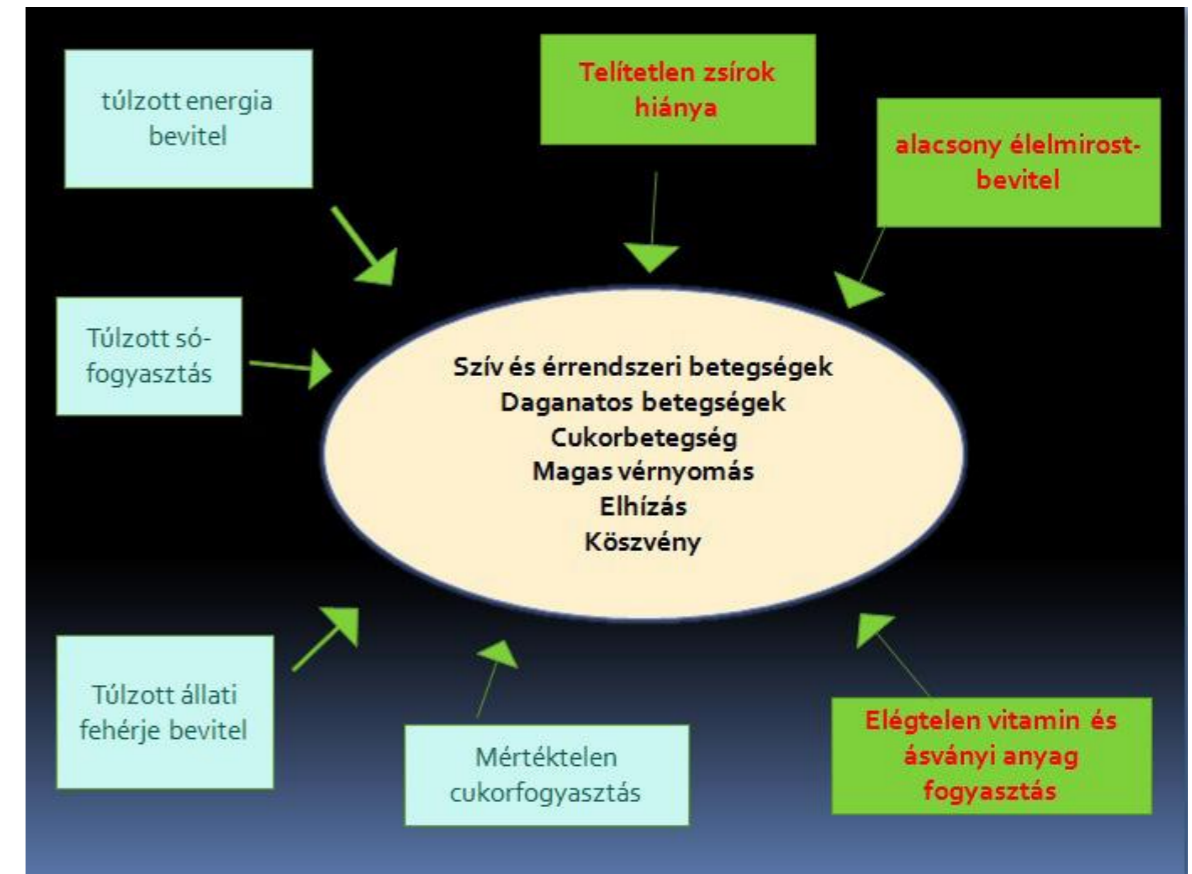 túlzott energia
bevitel
Telítetlen zsírok
hiánya
alacsony élelmirost-
bevitel
Túlzott só-
fogyasztás
Szív és érrendszeri betegségek
Daganatos betegségek
Cukorbetegség
Magas vérnyomás
Elhízás
Köszvény
Túlzott állati
fehérje bevitel
Mértéktelen
cukorfogyasztás
Elégtelen vitamin és
ásványi anyag
fogyasztás